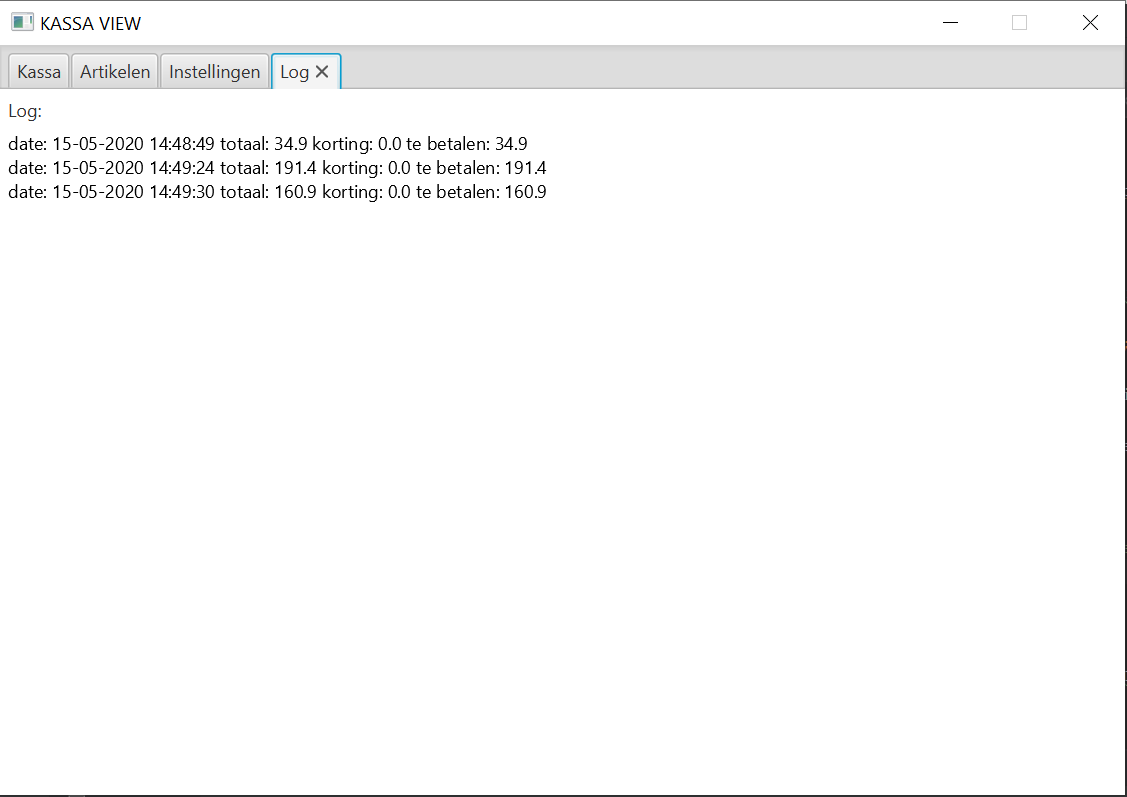 KASSA VIEW
Kassa Artikelen Instellingen Log
Log:
date: 15-05-2020 14:48:49 totaal: 34.9 korting: 0.0 te betalen: 34.9
date: 15-05-2020 14:49:24 totaal: 191.4 korting: 0.0 te betalen: 191.4
date: 15-05-2020 14:49:30 totaal: 160.9 korting: 0.0 te betalen: 160.9